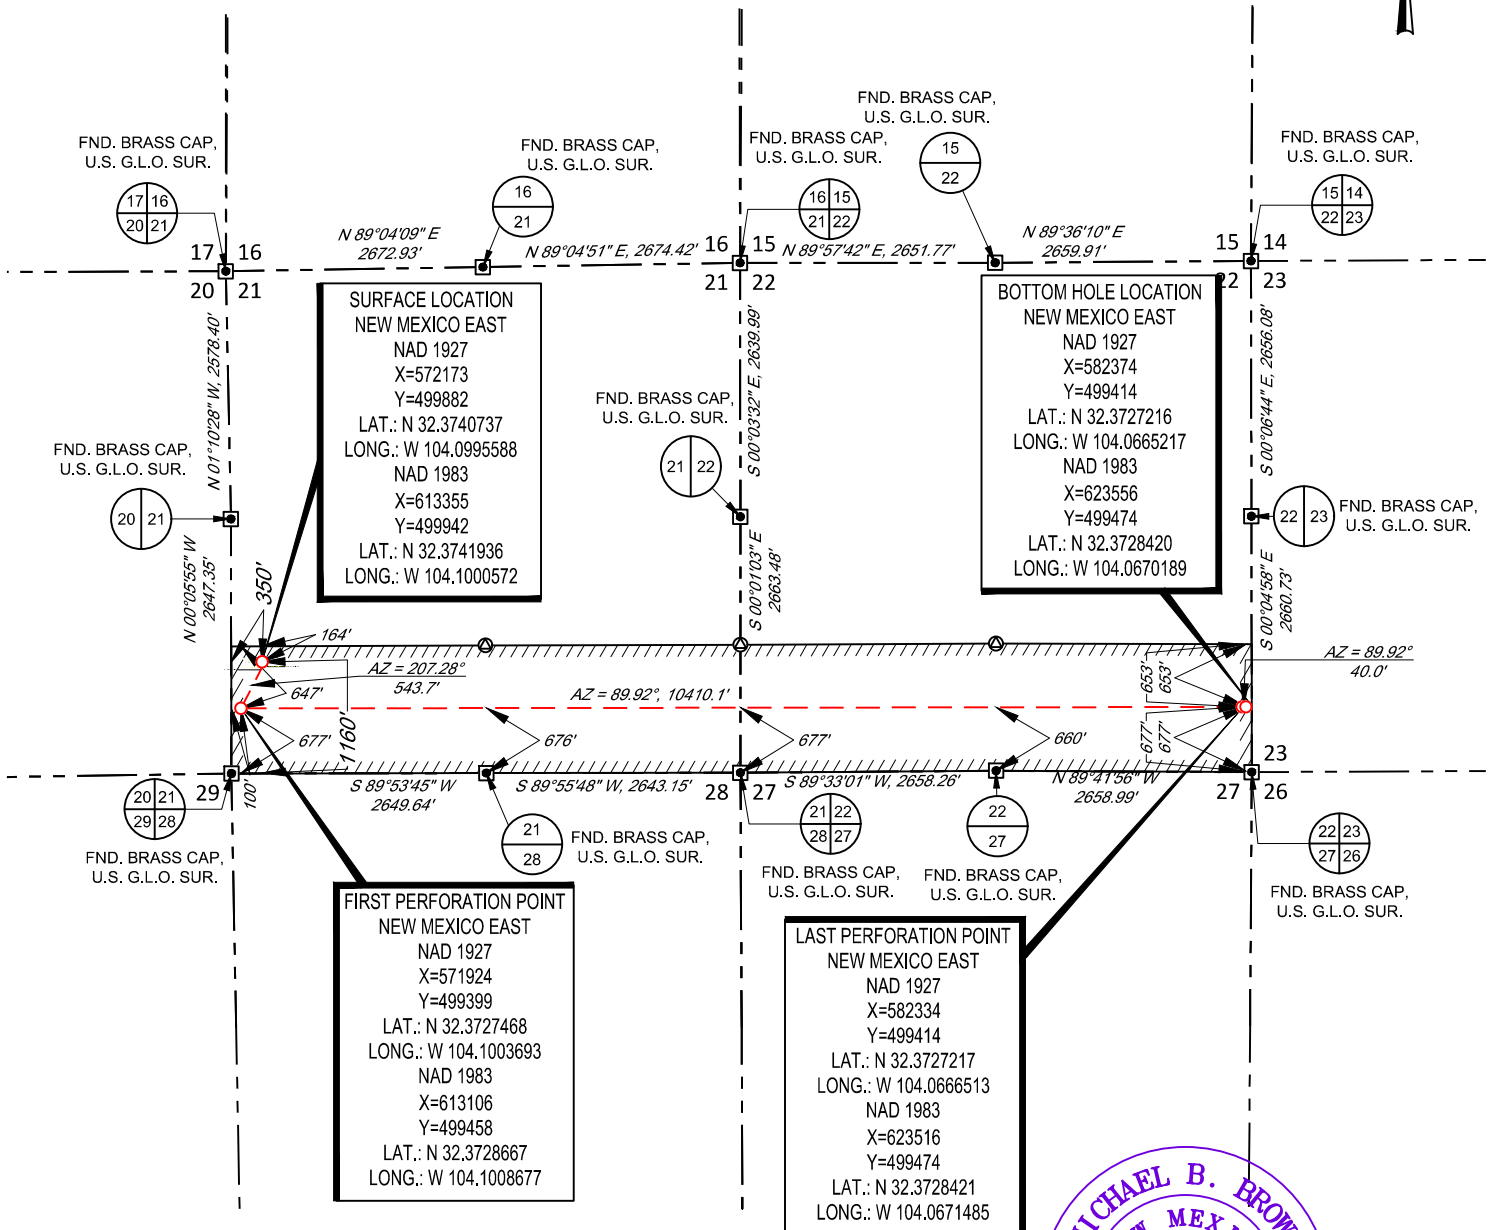 FND. BRASS CAP,
U.S. G.L.O. SUR.
17 16
20 21
FND. BRASS CAP,
U.S. G.L.O. SUR.
16
21
FND. BRASS CAP,
U.S. G.L.O. SUR.
16 15
21 22
FND. BRASS CAP,
U.S. G.L.O. SUR.
15
22
FND. BRASS CAP,
U.S. G.L.O. SUR.
15 14
22 23
17 16
20 21
N 89°04'09" E
2672.93'
N 89°04'51" E, 2674.42'
16 15
21 22
N 89°57'42" E, 2651.77'
N 89°36'10" E
2659.91'
15 14
22 23
N 01°10'28" W, 2578.40'
SURFACE LOCATION
NEW MEXICO EAST
NAD 1927
X=572173
Y=499882
LAT.: N 32.3740737
LONG.: W 104.0995588
NAD 1983
X=613355
Y=499942
LAT.: N 32.3741936
LONG.: W 104.1000572
S 00°03'32" E, 2639.99'
BOTTOM HOLE LOCATION
NEW MEXICO EAST
NAD 1927
X=582374
Y=499414
LAT.: N 32.3727216
LONG.: W 104.0665217
NAD 1983
X=623556
Y=499474
LAT.: N 32.3728420
LONG.: W 104.0670189
S 00°06'44" E, 2656.08'
FND. BRASS CAP,
U.S. G.L.O. SUR.
20 21
FND. BRASS CAP,
U.S. G.L.O. SUR.
21 22
22 23
FND. BRASS CAP,
U.S. G.L.O. SUR.
N 00°05'55" W
2647.35'
350'
S 00°01'03" E
2663.48'
S 00°04'58" E
2660.73'
164'
AZ = 207.28°
543.7'
647'
AZ = 89.92°, 10410.1'
653'
653'
AZ = 89.92°
40.0'
677'
1160'
676'
677'
660'
677'
677'
100'
29
S 89°53'45" W
2649.64'
S 89°55'48" W, 2643.15'
28 27
S 89°33'01" W, 2658.26'
N 89°41'56" W
2658.99'
23
27 26
20 21
29 28
FND. BRASS CAP,
U.S. G.L.O. SUR.
21
28
FND. BRASS CAP,
U.S. G.L.O. SUR.
21 22
28 27
FND. BRASS CAP,
U.S. G.L.O. SUR.
22
27
FND. BRASS CAP,
U.S. G.L.O. SUR.
22 23
27 26
FND. BRASS CAP,
U.S. G.L.O. SUR.
FIRST PERFORATION POINT
NEW MEXICO EAST
NAD 1927
X=571924
Y=499399
LAT.: N 32.3727468
LONG.: W 104.1003693
NAD 1983
X=613106
Y=499458
LAT.: N 32.3728667
LONG.: W 104.1008677
LAST PERFORATION POINT
NEW MEXICO EAST
NAD 1927
X=582334
Y=499414
LAT.: N 32.3727217
LONG.: W 104.0666513
NAD 1983
X=623516
Y=499474
LAT.: N 32.3728421
LONG.: W 104.0671485
B.